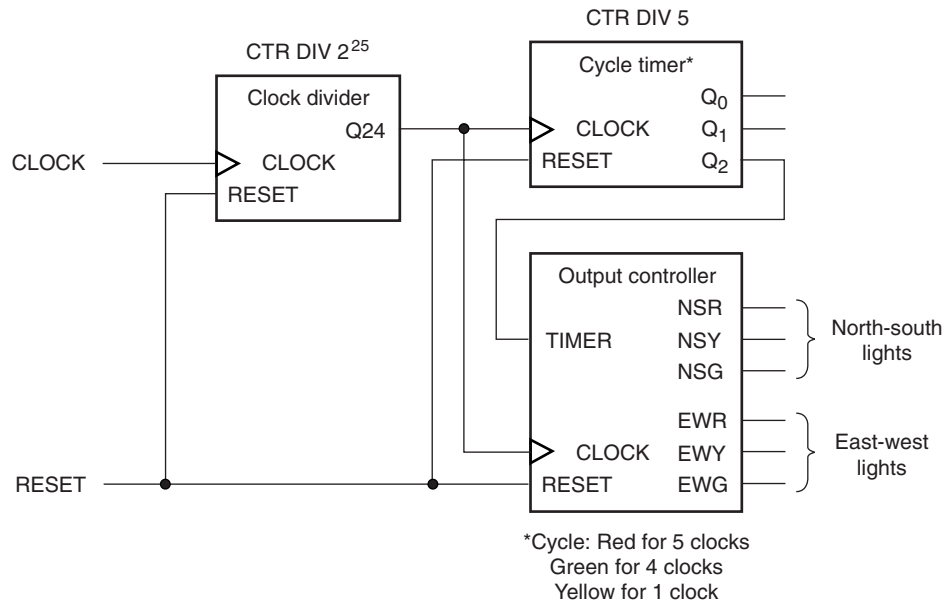 CTR DIV 5
CTR DIV 2²⁵
Cycle timer*
Q₀
CLOCK Q₁
RESET Q₂
Clock divider
Q24
CLOCK
CLOCK
RESET
Output controller
NSR
TIMER NSY
NSG
North-south
lights
EWR
CLOCK EWY
RESET EWG
East-west
lights
RESET
*Cycle: Red for 5 clocks
Green for 4 clocks
Yellow for 1 clock